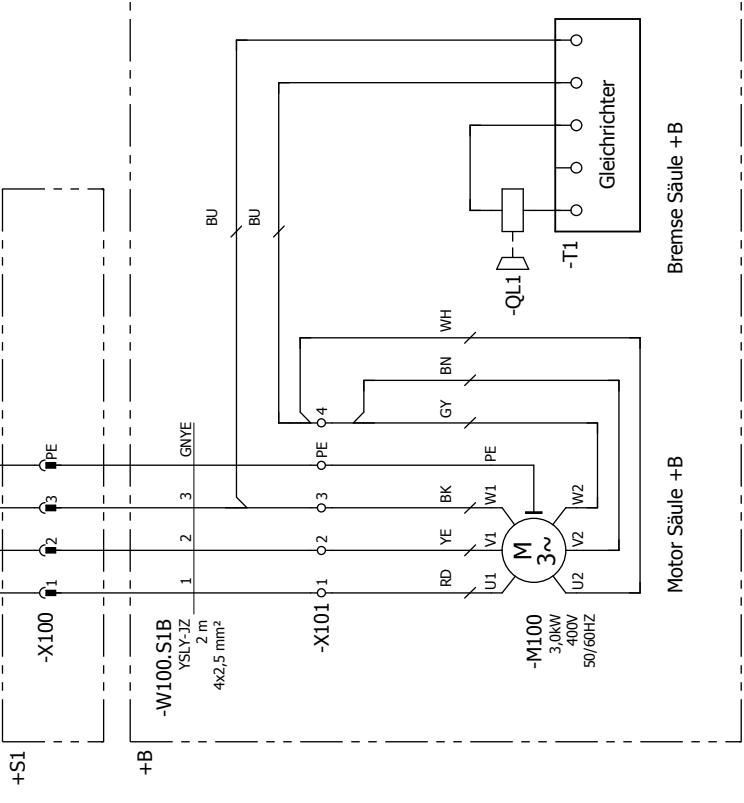 +S1
-X100
1
2
3
PE
+B
-W100.S1B
YSLY-JZ
2 m
4x2,5 mm²
1
2
3
GNYE
BU
BU
-X101
1
2
3
PE
4
RD
YE
BK
PE
GY
BN
WH
U1
V1
W1
-M100
3,0kW
400V
50/60HZ
M
3~
U2
V2
W2
-QL1
-T1
Gleichrichter
Motor Säule +B
Bremse Säule +B